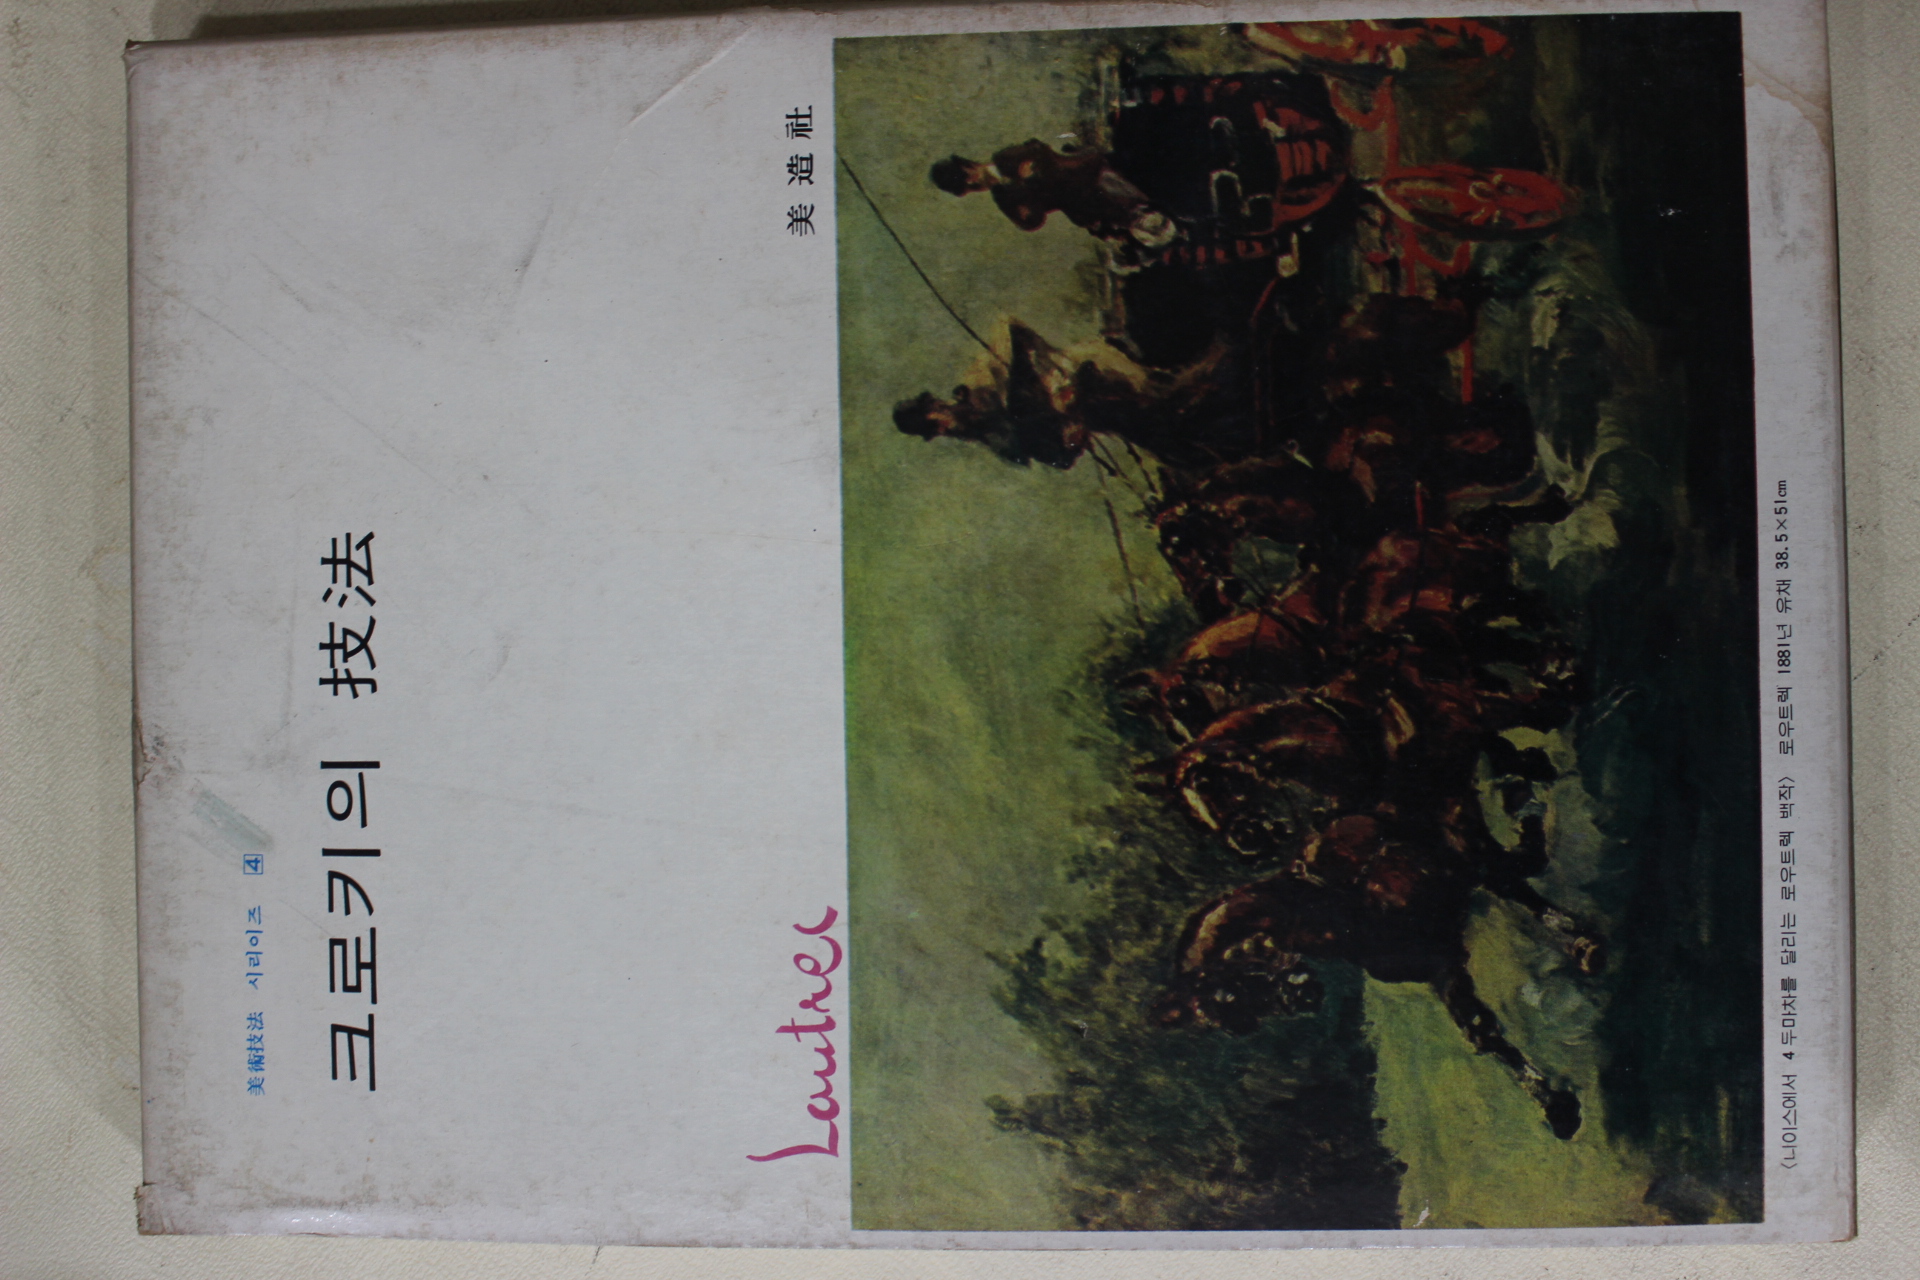 美術技法 시리이즈 4
크로키의 技法
美造社
Lautrec
〈니이스에서 4두마차를 달리는 로우트렉 백작〉 로우트렉 1881년 유채 38.5×51cm